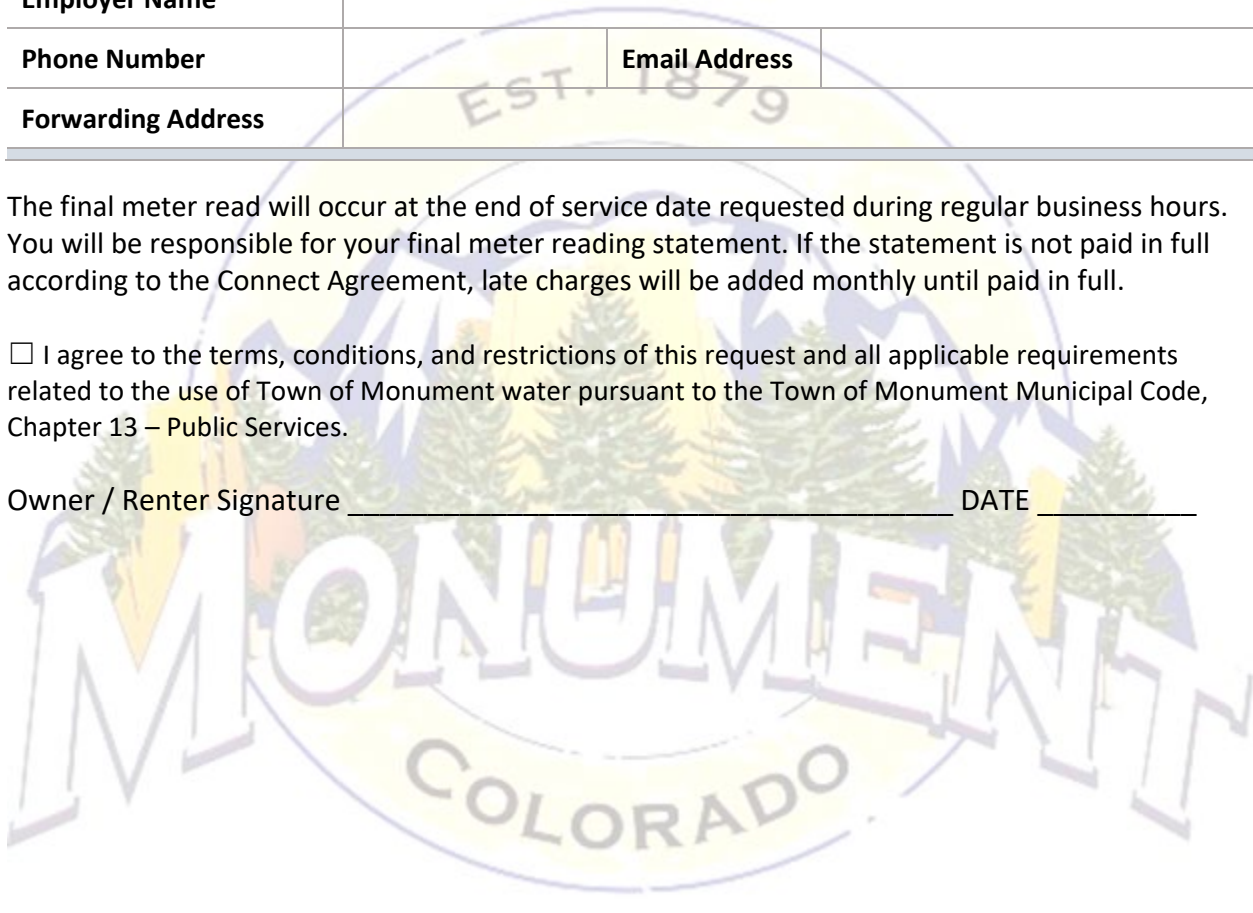 Employer Name
Phone Number Email Address
EST. 1879
Forwarding Address
The final meter read will occur at the end of service date requested during regular business hours.
You will be responsible for your final meter reading statement. If the statement is not paid in full
according to the Connect Agreement, late charges will be added monthly until paid in full.
☐ I agree to the terms, conditions, and restrictions of this request and all applicable requirements
related to the use of Town of Monument water pursuant to the Town of Monument Municipal Code,
Chapter 13 – Public Services.
Owner / Renter Signature ______________________________________ DATE __________
MONUMENT
COLORADO